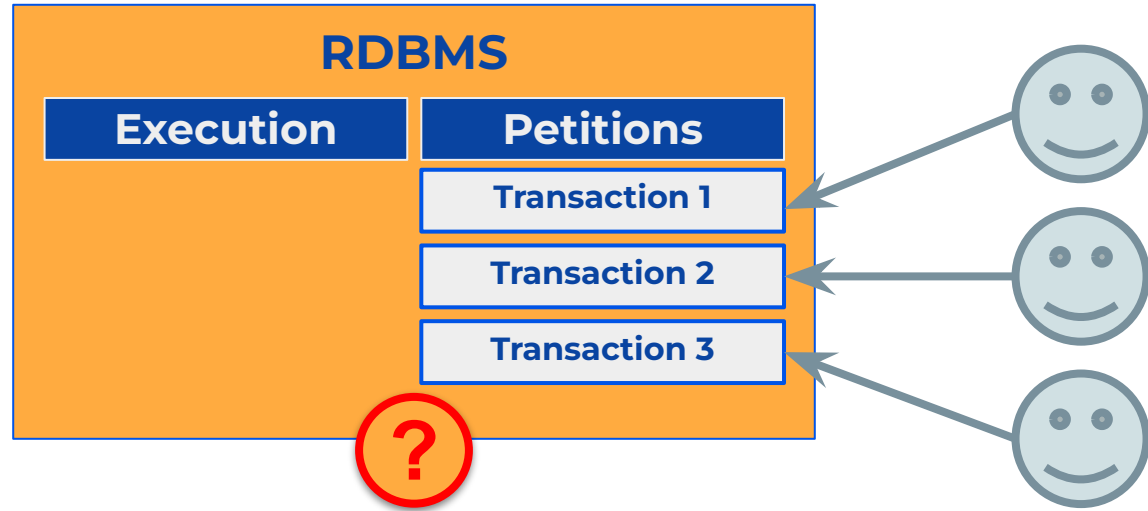 RDBMS
Execution
Petitions
Transaction 1
Transaction 2
Transaction 3
?